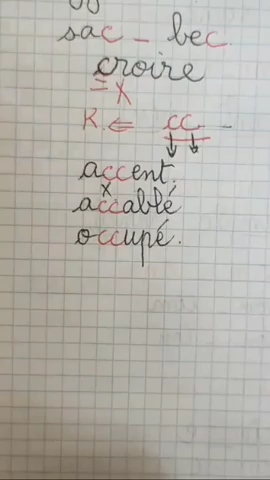 sac - bec
croire
= X
K ⇐ cc -
↓ ↓
accent.
x
accablé
occupé.